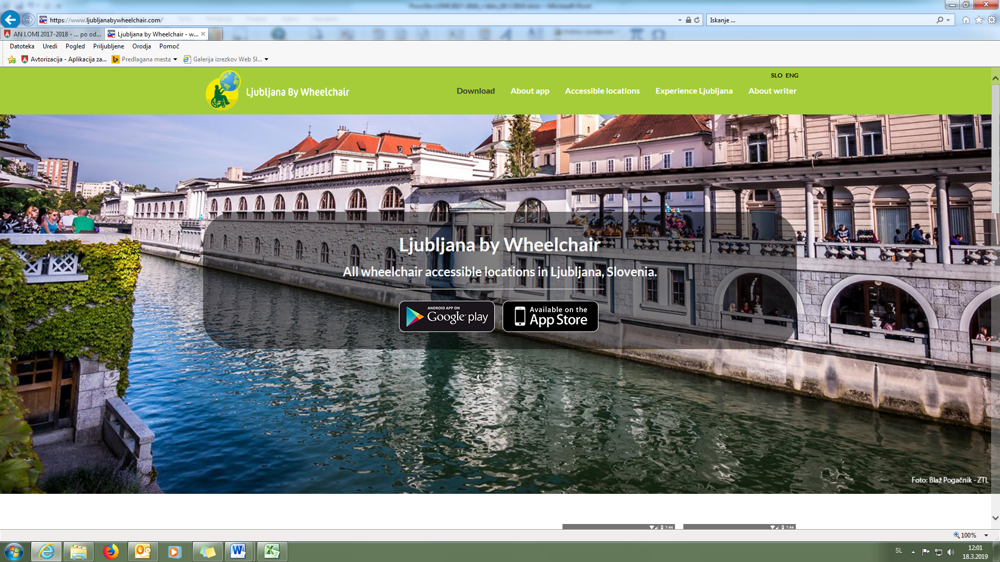 https://www.ljubljanabywheelchair.com/
Iskanje ...
AN LOMI 2017-2018 - ... po od...
Ljubljana by Wheelchair - w...
Datoteka Uredi Pogled Priljubljene Orodja Pomoč
Avtorizacija - Aplikacija za... Predlagana mesta Galerija izrezkov Web Sl...
SLO ENG
Ljubljana By Wheelchair
Download About app Accessible locations Experience Ljubljana About writer
Ljubljana by Wheelchair
All wheelchair accessible locations in Ljubljana, Slovenia.
ANDROID APP ON
Google play
Available on the
App Store
Foto: Blaž Pogačnik - ZTL
7:44 7:44
100%
SL
12:01
18.3.2019